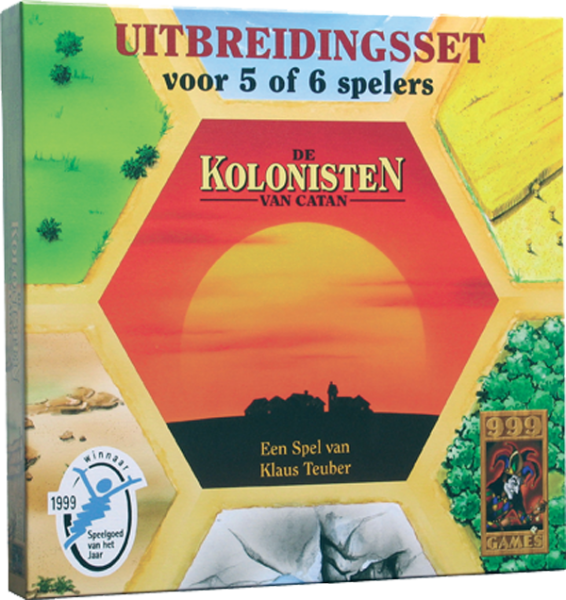 UITBREIDINGSSET
voor 5 of 6 spelers
DE
KOLONISTEN
VAN CATAN
Een Spel van
Klaus Teuber
winnaar
1999
Speelgoed
van het
Jaar
999
GAMES